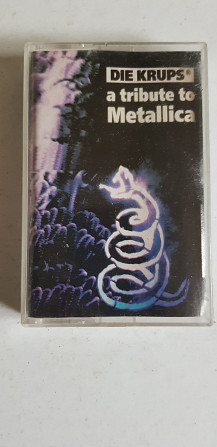 DIE KRUPS®
a tribute to
Metallica